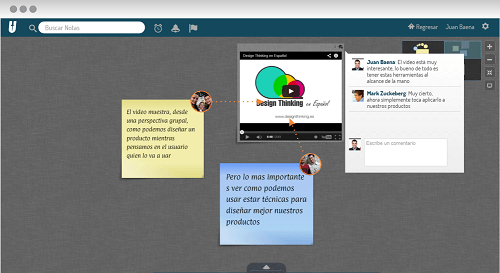 Buscar Notas
Regresar
Juan Baena
Design Thinking en Español
Design Thinking en Español
www.designthinking.es
Juan Baena: El video está muy
interesante, lo bueno de todo es
tener estas herramientas al
alcance de la mano
Mark Zuckeberg: Muy cierto,
ahora simplemente toca aplicarlo a
nuestros productos
Escribe un comentario
El video muestra, desde
una perspectiva grupal,
como podemos diseñar un
producto mientras
pensamos en el usuario
quien lo va a uar
Pero lo mas importante
s ver como podemos
usar estar técnicas para
diseñar mejor nuestros
productos